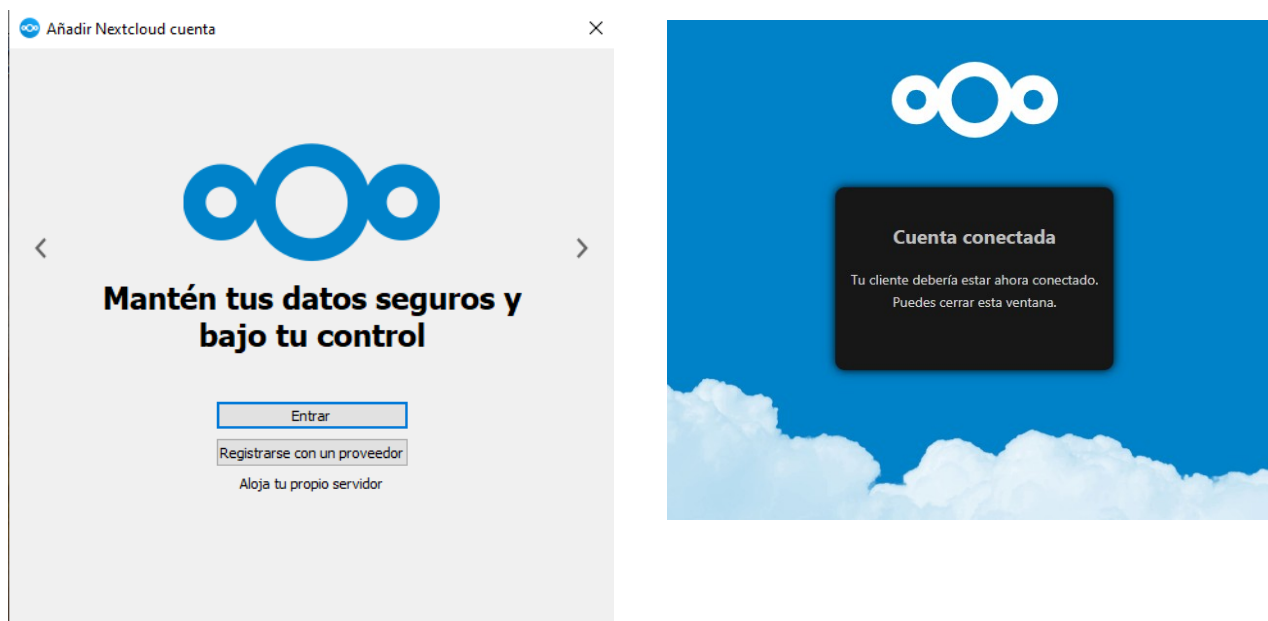 Añadir Nextcloud cuenta
Mantén tus datos seguros y
bajo tu control
Entrar
Registrarse con un proveedor
Aloja tu propio servidor
Cuenta conectada
Tu cliente debería estar ahora conectado.
Puedes cerrar esta ventana.